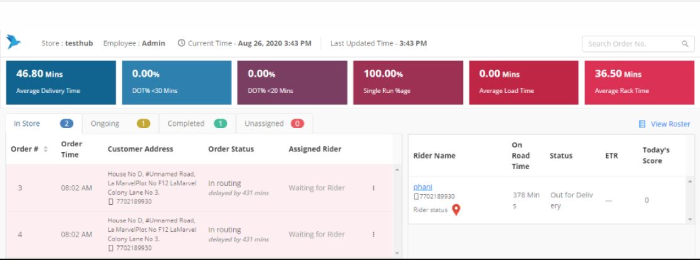 Store : testhub Employee : Admin Current Time - Aug 26, 2020 3:43 PM Last Updated Time - 3:43 PM Search Order No.
46.80 Mins
Average Delivery Time
0.00%
DOT% <30 Mins
0.00%
DOT% <20 Mins
100.00%
Single Run %age
0.00 Mins
Average Load Time
36.50 Mins
Average Rack Time
In Store 2 Ongoing 1 Completed 1 Unassigned 0
View Roster
Order # Order Time Customer Address Order Status Assigned Rider
3 08:02 AM
House No D, #Unnamed Road,
La MarvelPlot No F12 LaMarvel
Colony Lane No 3.
7702189930
In routing
delayed by 431 mins
Waiting for Rider
4 08:02 AM
House No D, #Unnamed Road,
La MarvelPlot No F12 LaMarvel
Colony Lane No 3.
7702189930
In routing
delayed by 431 mins
Waiting for Rider
Rider Name
On
Road
Time
Status
ETR
Today's
Score
phani
7702189930
Rider status
378 Min
s
Out for Deliv
ery
---
0